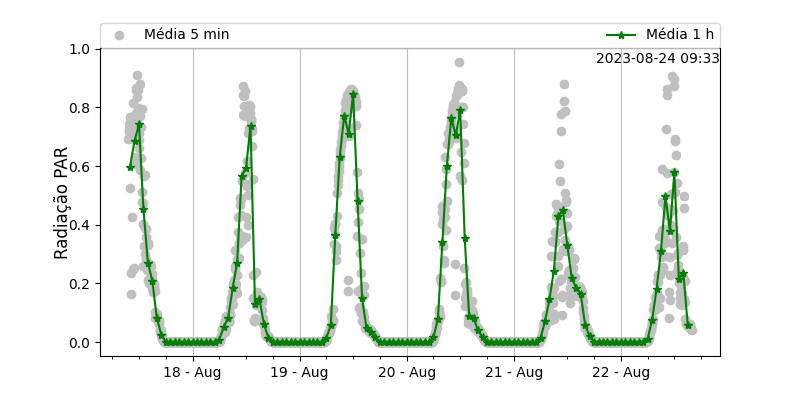 Média 5 min
Média 1 h
2023-08-24 09:33
Radiação PAR
1.0
0.8
0.6
0.4
0.2
0.0
18 - Aug
19 - Aug
20 - Aug
21 - Aug
22 - Aug